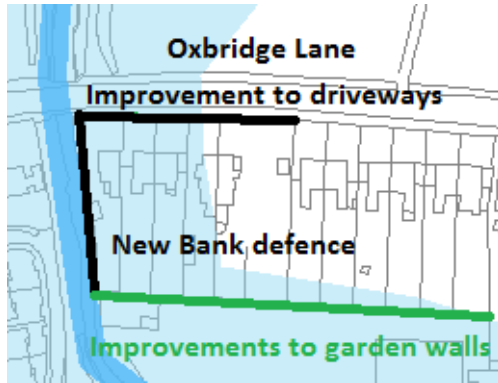 Oxbridge Lane
Improvement to driveways
New Bank defence
Improvements to garden walls